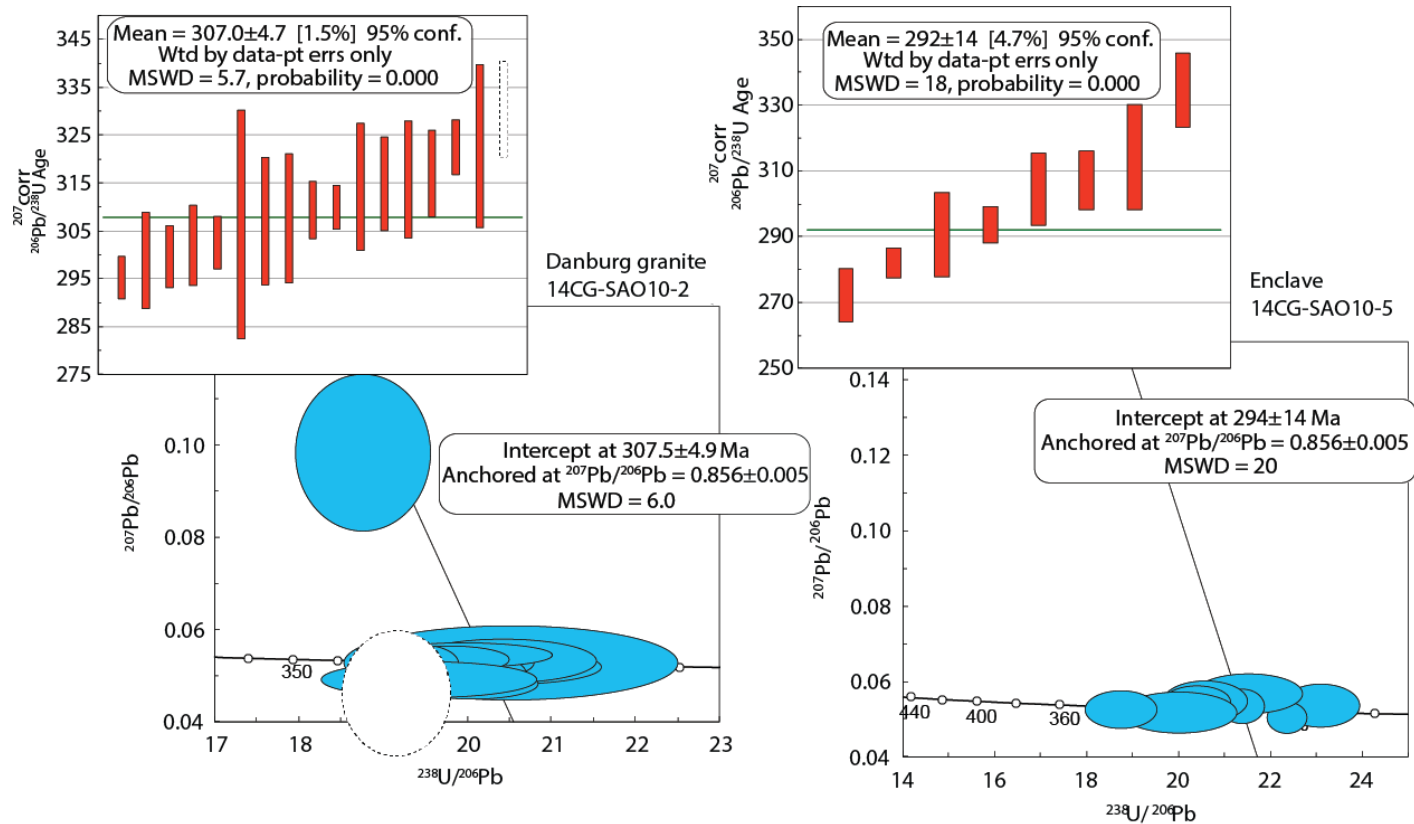 345
335
325
315
305
295
285
275
207corr
206Pb/238U Age
Mean = 307.0±4.7 [1.5%] 95% conf.
Wtd by data-pt errs only
MSWD = 5.7, probability = 0.000
Danburg granite
14CG-SAO10-2
0.10
0.08
0.06
0.04
207Pb/206Pb
Intercept at 307.5±4.9 Ma
Anchored at 207Pb/206Pb = 0.856±0.005
MSWD = 6.0
350
17
18
20
21
22
23
238U/206Pb
350
330
310
290
270
250
207corr
206Pb/238U Age
Mean = 292±14 [4.7%] 95% conf.
Wtd by data-pt errs only
MSWD = 18, probability = 0.000
Enclave
14CG-SAO10-5
0.14
0.12
0.10
0.08
0.06
0.04
207Pb/206Pb
Intercept at 294±14 Ma
Anchored at 207Pb/206Pb = 0.856±0.005
MSWD = 20
440
400
360
14
16
18
20
22
24
238U/206Pb